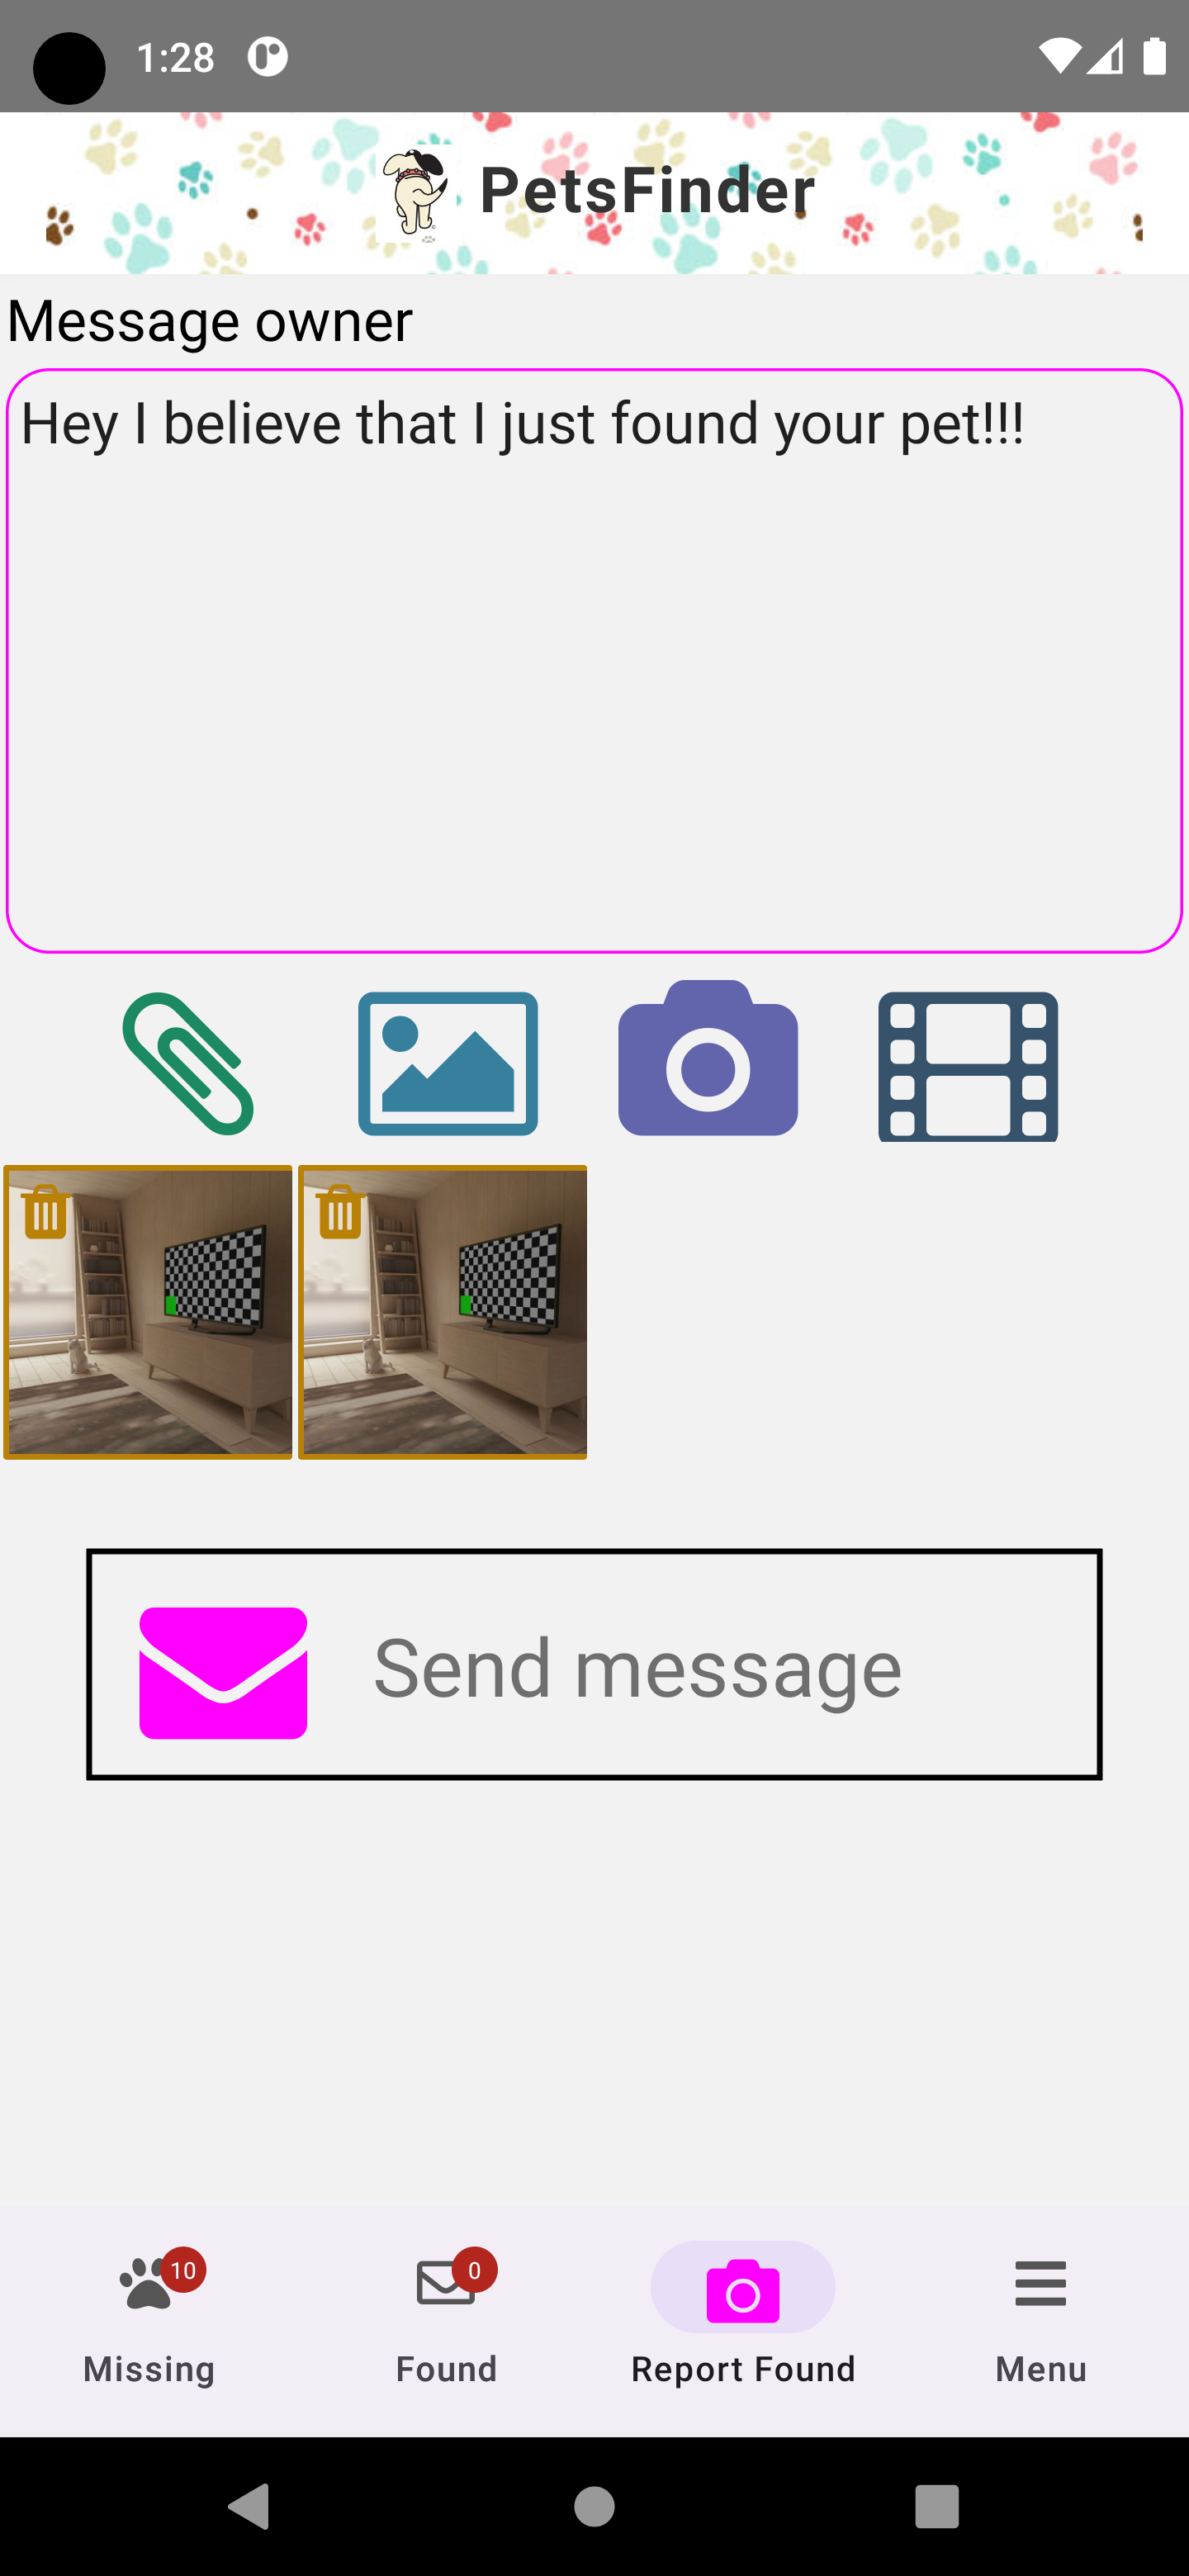 1:28
PetsFinder
Message owner
Hey I believe that I just found your pet!!!
Send message
10
0
Missing
Found
Report Found
Menu